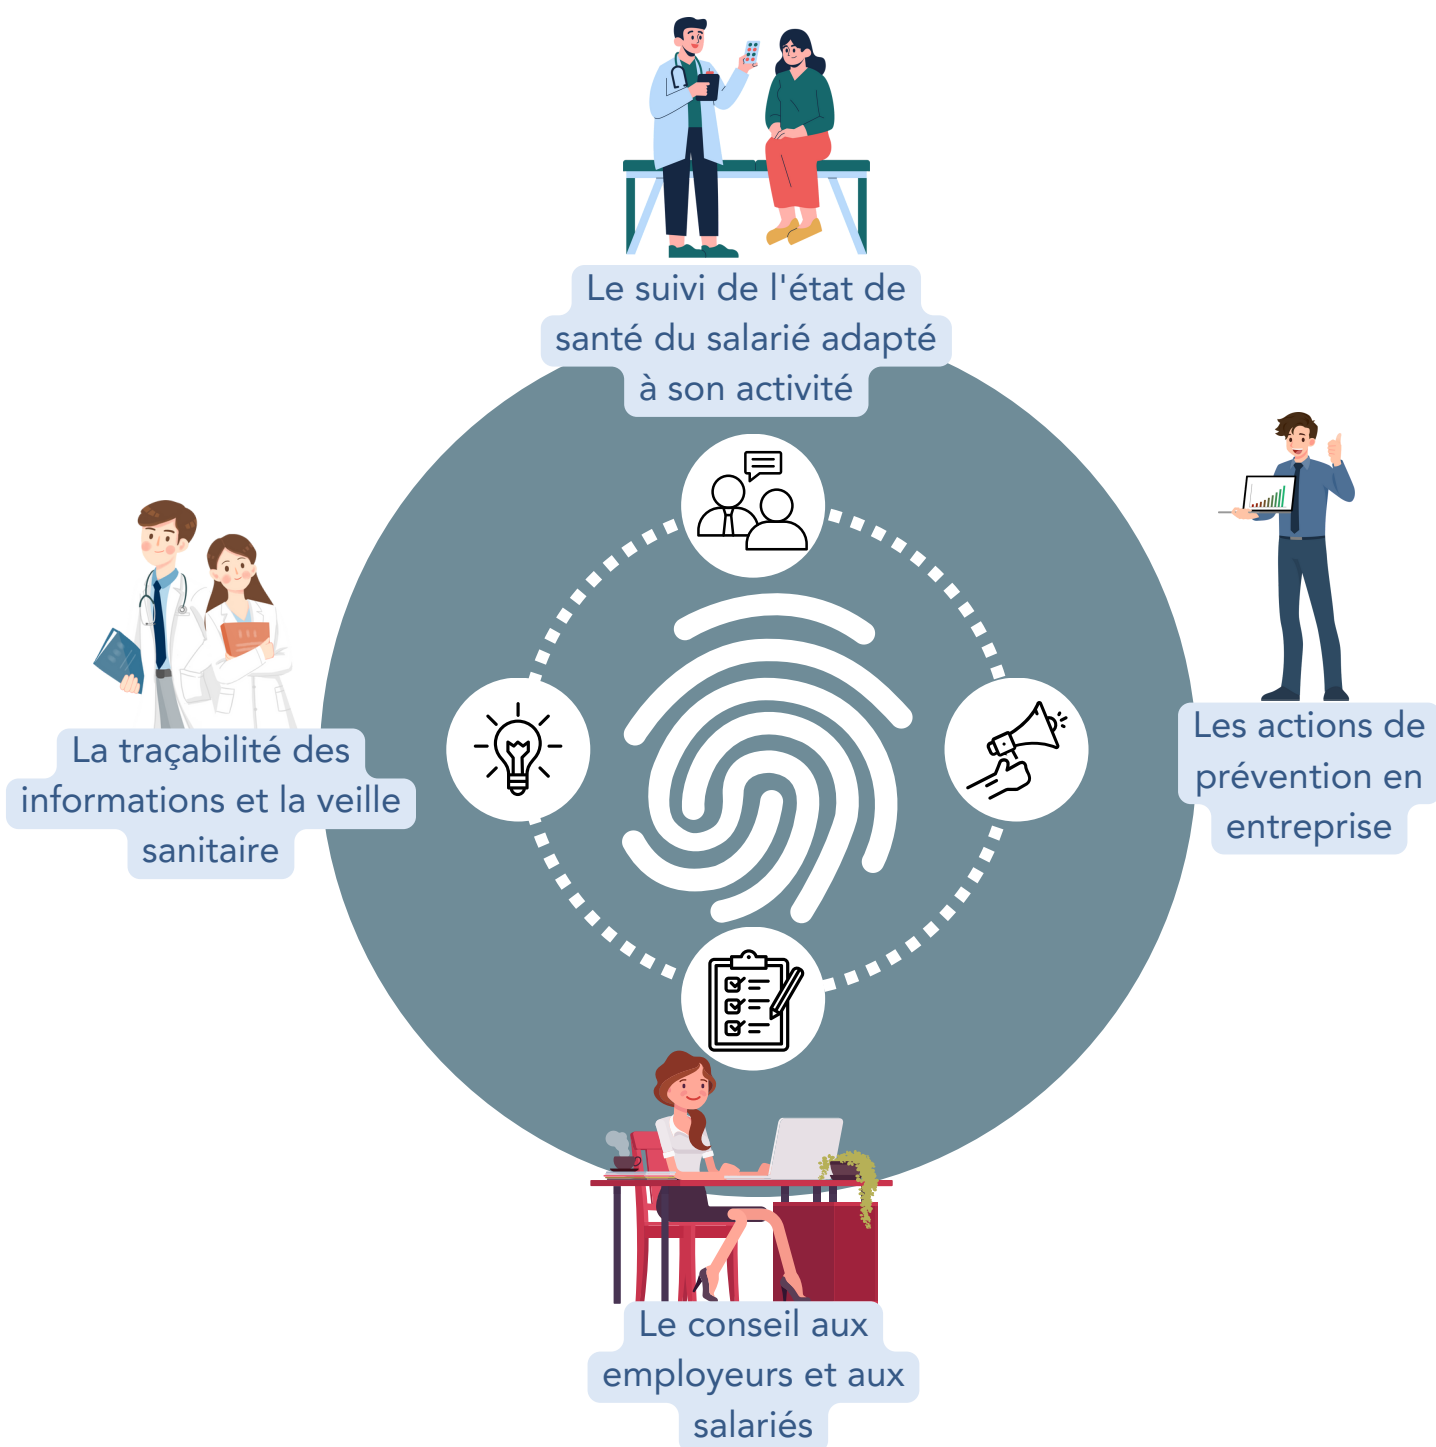 Le suivi de l'état de
santé du salarié adapté
à son activité
Les actions de
prévention en
entreprise
La traçabilité des
informations et la veille
sanitaire
Le conseil aux
employeurs et aux
salariés